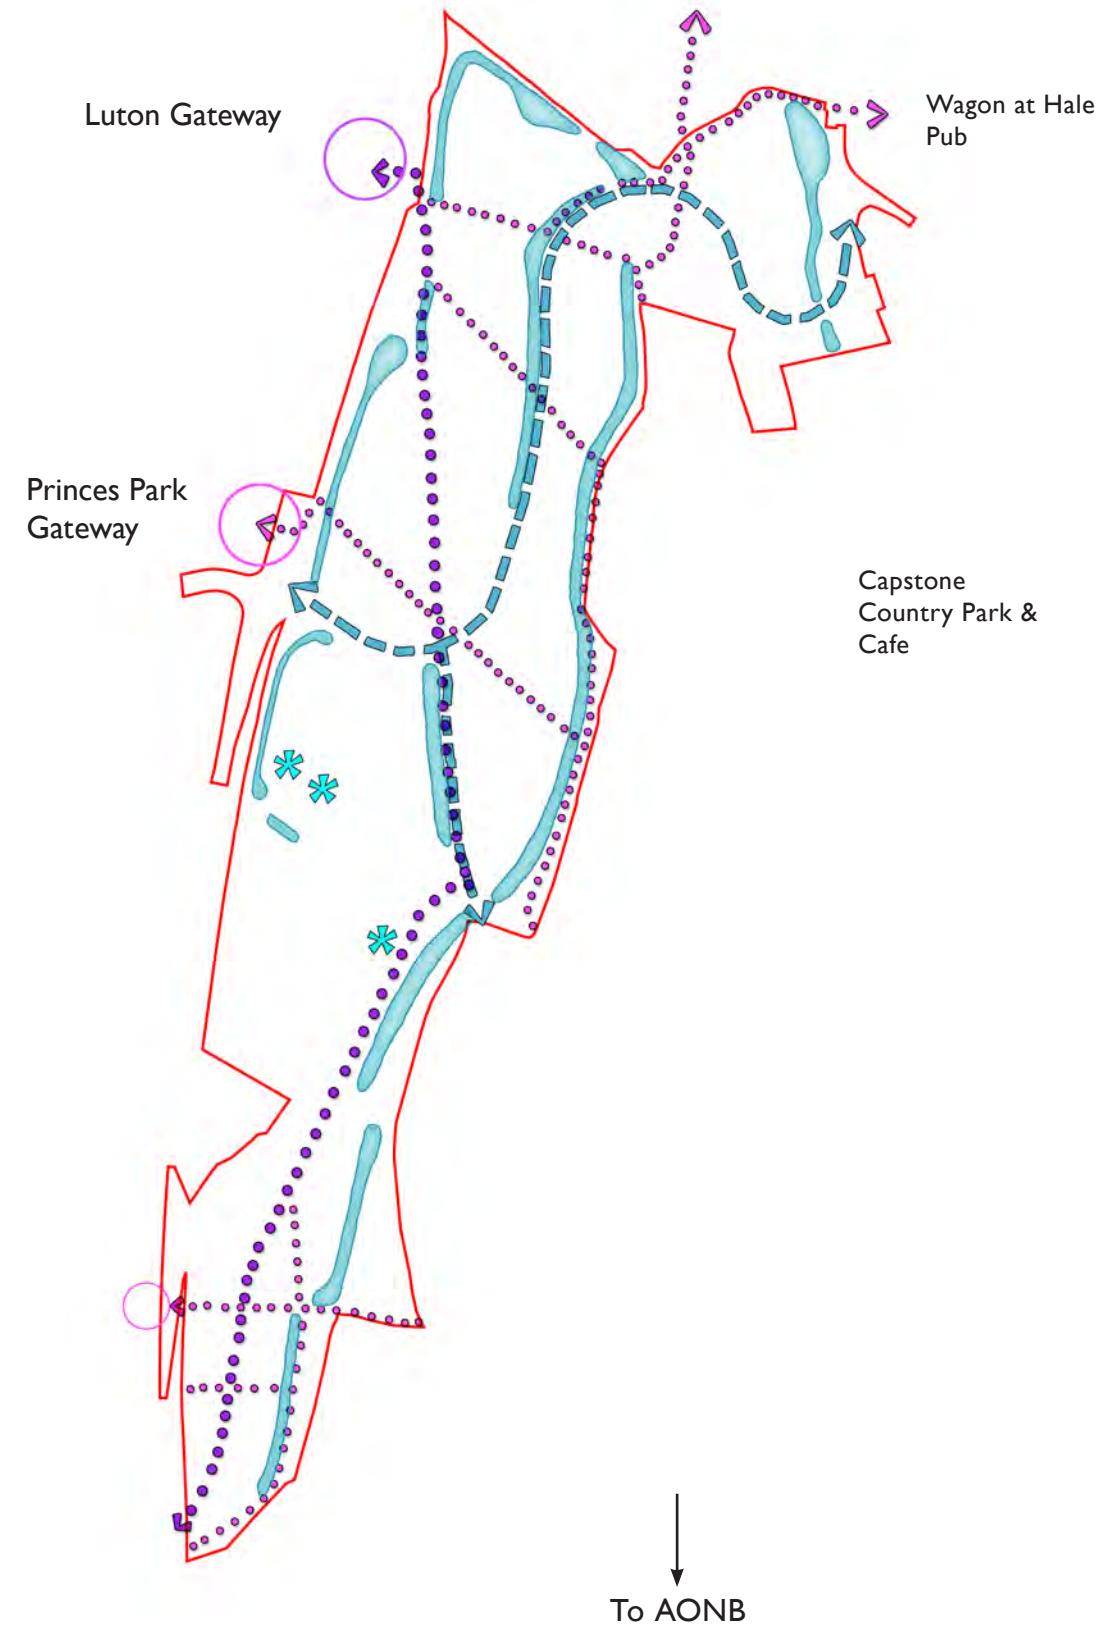 Luton Gateway
Wagon at Hale
Pub
Princes Park
Gateway
Capstone
Country Park &
Cafe
To AONB